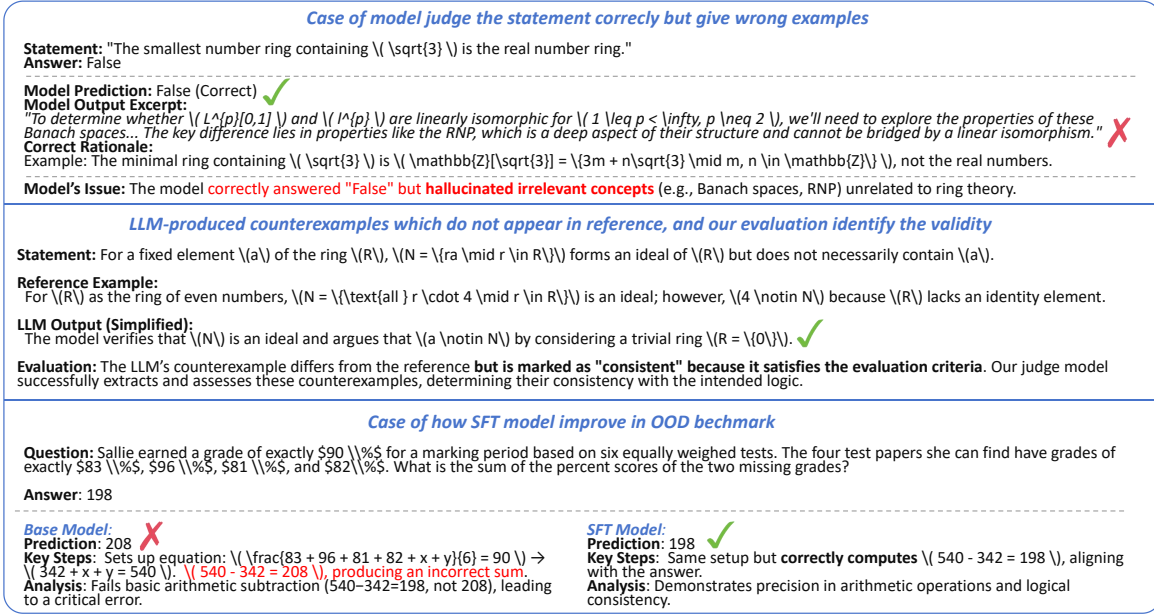 Case of model judge the statement correcly but give wrong examples
Statement: "The smallest number ring containing \( \sqrt{3} \) is the real number ring."
Answer: False
Model Prediction: False (Correct)
Model Output Excerpt:
"To determine whether \( L^{p}[0,1] \) and \( l^{p} \) are linearly isomorphic for \( 1 \leq p < \infty, p \neq 2 \), we'll need to explore the properties of these
Banach spaces... The key difference lies in properties like the RNP, which is a deep aspect of their structure and cannot be bridged by a linear isomorphism."
Correct Rationale:
Example: The minimal ring containing \( \sqrt{3} \) is \( \mathbb{Z}[\sqrt{3}] = \{3m + n\sqrt{3} \mid m, n \in \mathbb{Z}\} \), not the real numbers.
Model's Issue: The model correctly answered "False" but hallucinated irrelevant concepts (e.g., Banach spaces, RNP) unrelated to ring theory.
LLM-produced counterexamples which do not appear in reference, and our evaluation identify the validity
Statement: For a fixed element \(a\) of the ring \(R\), \(N = \{ra \mid r \in R\}\) forms an ideal of \(R\) but does not necessarily contain \(a\).
Reference Example:
For \(R\) as the ring of even numbers, \(N = \{\text{all } r \cdot 4 \mid r \in R\}\) is an ideal; however, \(4 \notin N\) because \(R\) lacks an identity element.
LLM Output (Simplified):
The model verifies that \(N\) is an ideal and argues that \(a \notin N\) by considering a trivial ring \(R = \{0\}\).
Evaluation: The LLM's counterexample differs from the reference but is marked as "consistent" because it satisfies the evaluation criteria. Our judge model
successfully extracts and assesses these counterexamples, determining their consistency with the intended logic.
Case of how SFT model improve in OOD bechmark
Question: Sallie earned a grade of exactly $90 \\%$ for a marking period based on six equally weighed tests. The four test papers she can find have grades of
exactly $83 \\%$, $96 \\%$, $81 \\%$, and $82\\%$. What is the sum of the percent scores of the two missing grades?
Answer: 198
Base Model:
Prediction: 208
Key Steps: Sets up equation: \( \frac{83 + 96 + 81 + 82 + x + y}{6} = 90 \) →
\( 342 + x + y = 540 \). \( 540 - 342 = 208 \), producing an incorrect sum.
Analysis: Fails basic arithmetic subtraction (540−342=198, not 208), leading
to a critical error.
SFT Model:
Prediction: 198
Key Steps: Same setup but correctly computes \( 540 - 342 = 198 \), aligning
with the answer.
Analysis: Demonstrates precision in arithmetic operations and logical
consistency.